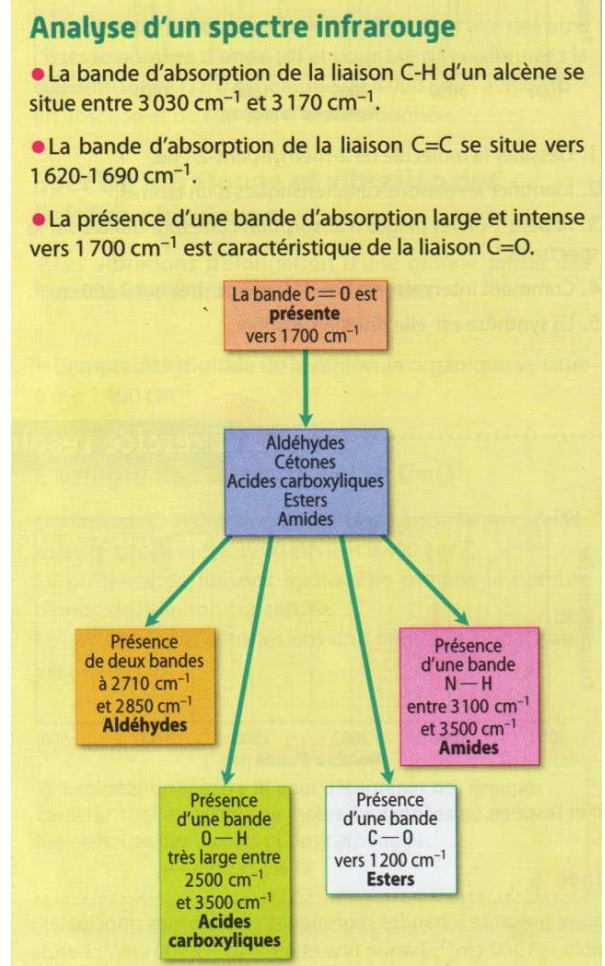 Analyse d'un spectre infrarouge
● La bande d'absorption de la liaison C-H d'un alcène se
situe entre 3 030 cm⁻¹ et 3 170 cm⁻¹.
● La bande d'absorption de la liaison C=C se situe vers
1 620-1 690 cm⁻¹.
● La présence d'une bande d'absorption large et intense
vers 1 700 cm⁻¹ est caractéristique de la liaison C=O.
La bande C=O est
présente
vers 1700 cm⁻¹
Aldéhydes
Cétones
Acides carboxyliques
Esters
Amides
Présence
de deux bandes
à 2710 cm⁻¹
et 2850 cm⁻¹
Aldéhydes
Présence
d'une bande
O—H
très large entre
2500 cm⁻¹
et 3500 cm⁻¹
Acides
carboxyliques
Présence
d'une bande
C—O
vers 1200 cm⁻¹
Esters
Présence
d'une bande
N—H
entre 3100 cm⁻¹
et 3500 cm⁻¹
Amides